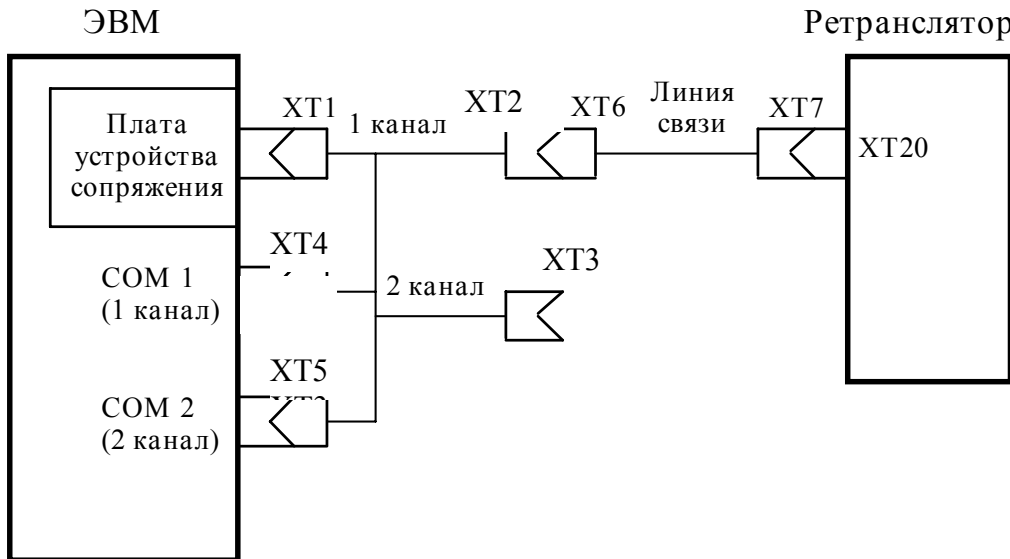 ЭВМ
Ретранслятор
Плата
устройства
сопряжения
XT1
1 канал
XT2
XT6
Линия
связи
XT7
XT20
COM 1
(1 канал)
XT4
2 канал
XT3
COM 2
(2 канал)
XT5